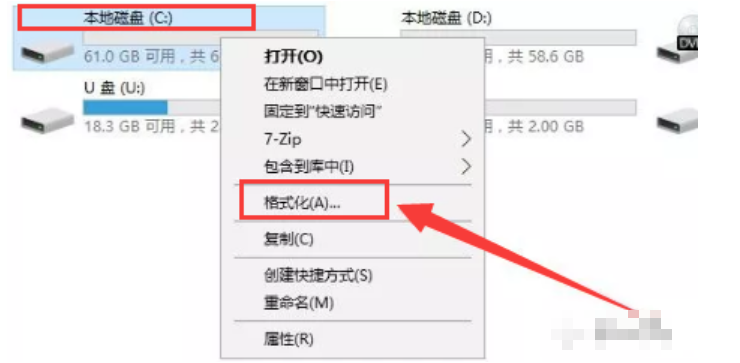 本地磁盘 (C:)
61.0 GB 可用，共 6
本地磁盘 (D:)
用，共 58.6 GB
DV
U 盘 (U:)
18.3 GB 可用，共 2
用，共 2.00 GB
打开(O)
在新窗口中打开(E)
固定到"快速访问"
7-Zip
包含到库中(I)
格式化(A)...
复制(C)
创建快捷方式(S)
重命名(M)
属性(R)